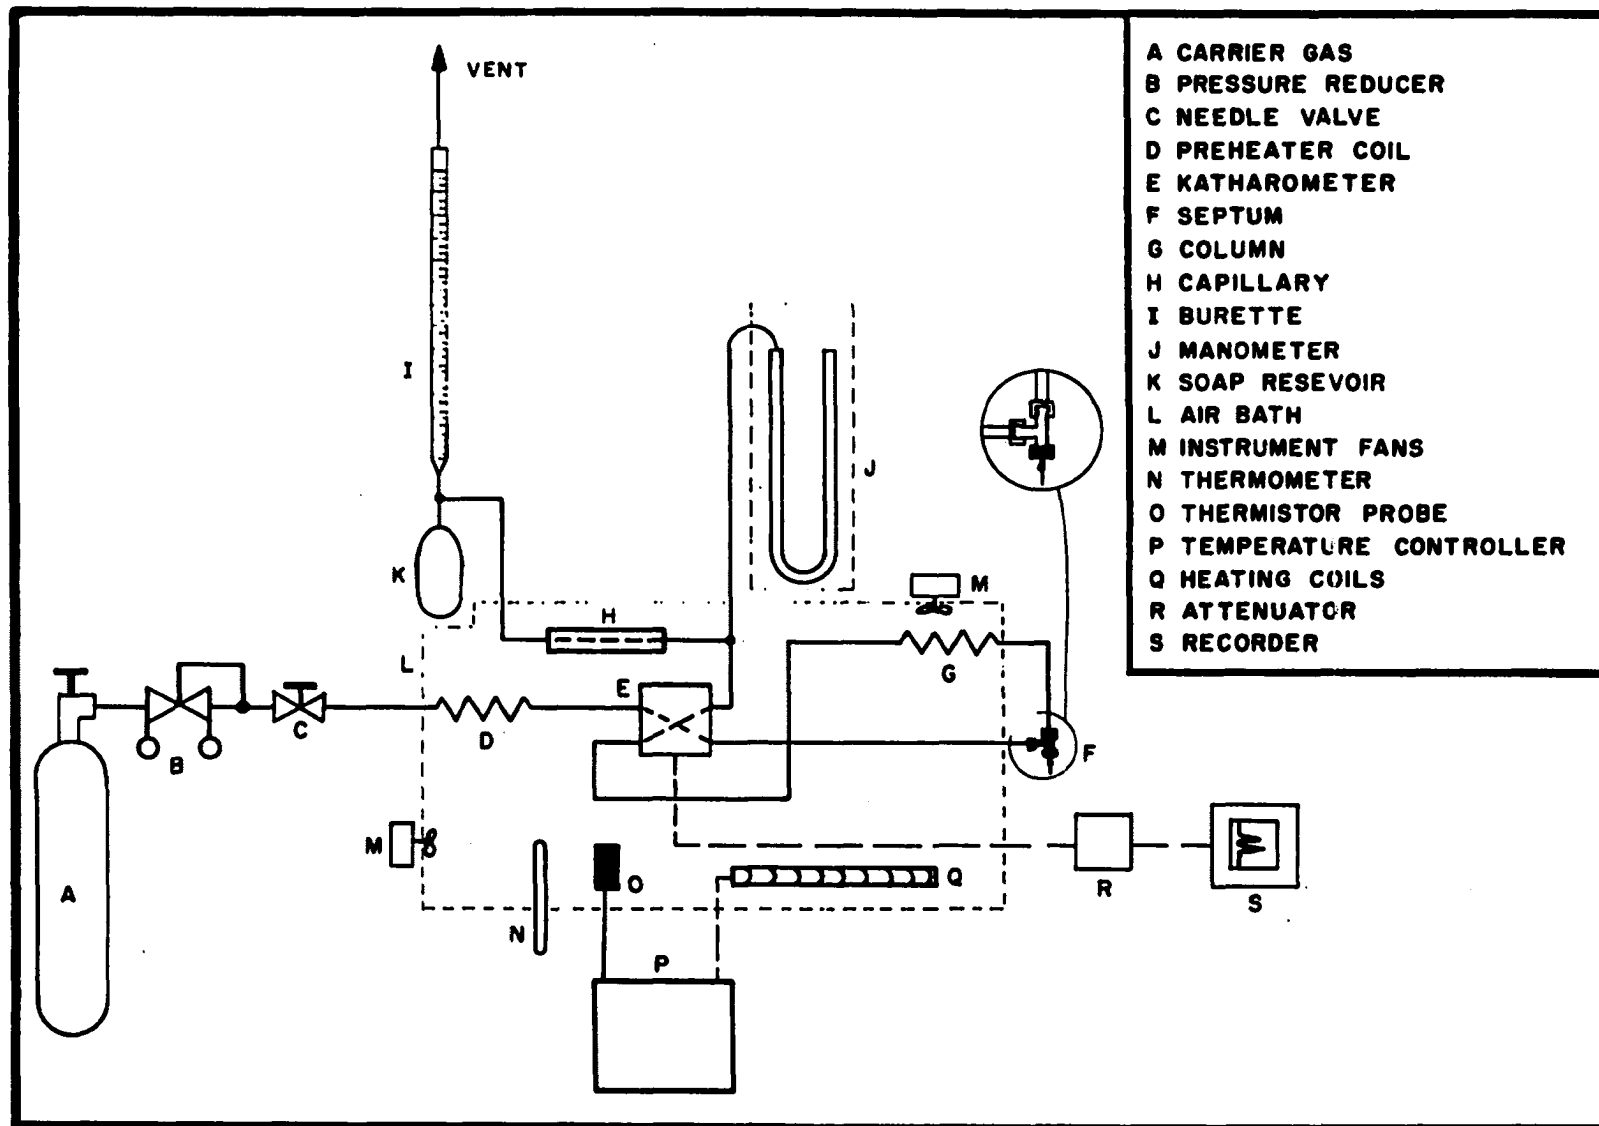 VENT
A CARRIER GAS
B PRESSURE REDUCER
C NEEDLE VALVE
D PREHEATER COIL
E KATHAROMETER
F SEPTUM
G COLUMN
H CAPILLARY
I BURETTE
J MANOMETER
K SOAP RESEVOIR
L AIR BATH
M INSTRUMENT FANS
N THERMOMETER
O THERMISTOR PROBE
P TEMPERATURE CONTROLLER
Q HEATING COILS
R ATTENUATOR
S RECORDER
I
J
K
M
H
L
G
E
C
D
B
F
M
A
O
Q
R
S
N
P